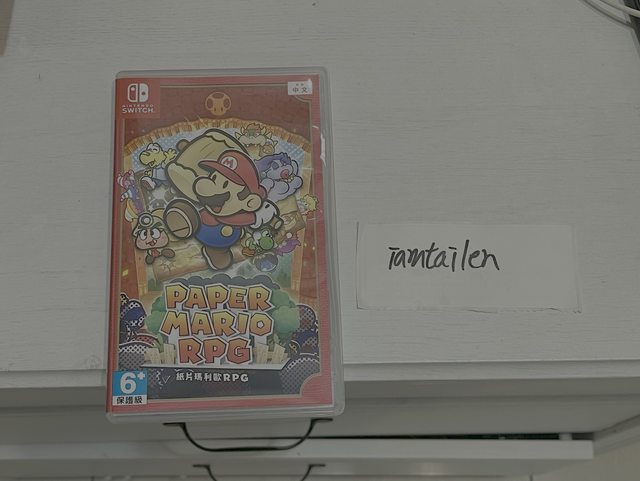 NINTENDO
SWITCH
中文
M
PAPER
MARIO
RPG
紙片瑪利歐RPG
6+
保護級
iamtailen